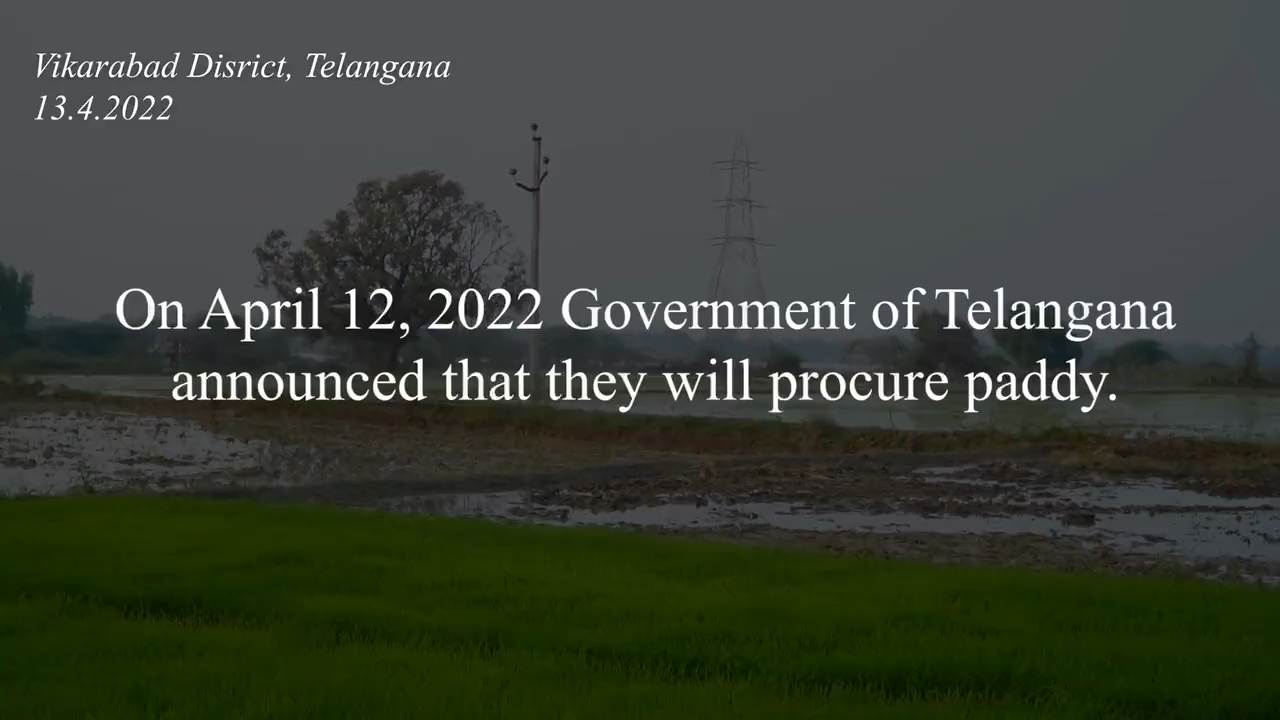 Vikarabad Disrict, Telangana
13.4.2022
On April 12, 2022 Government of Telangana
announced that they will procure paddy.